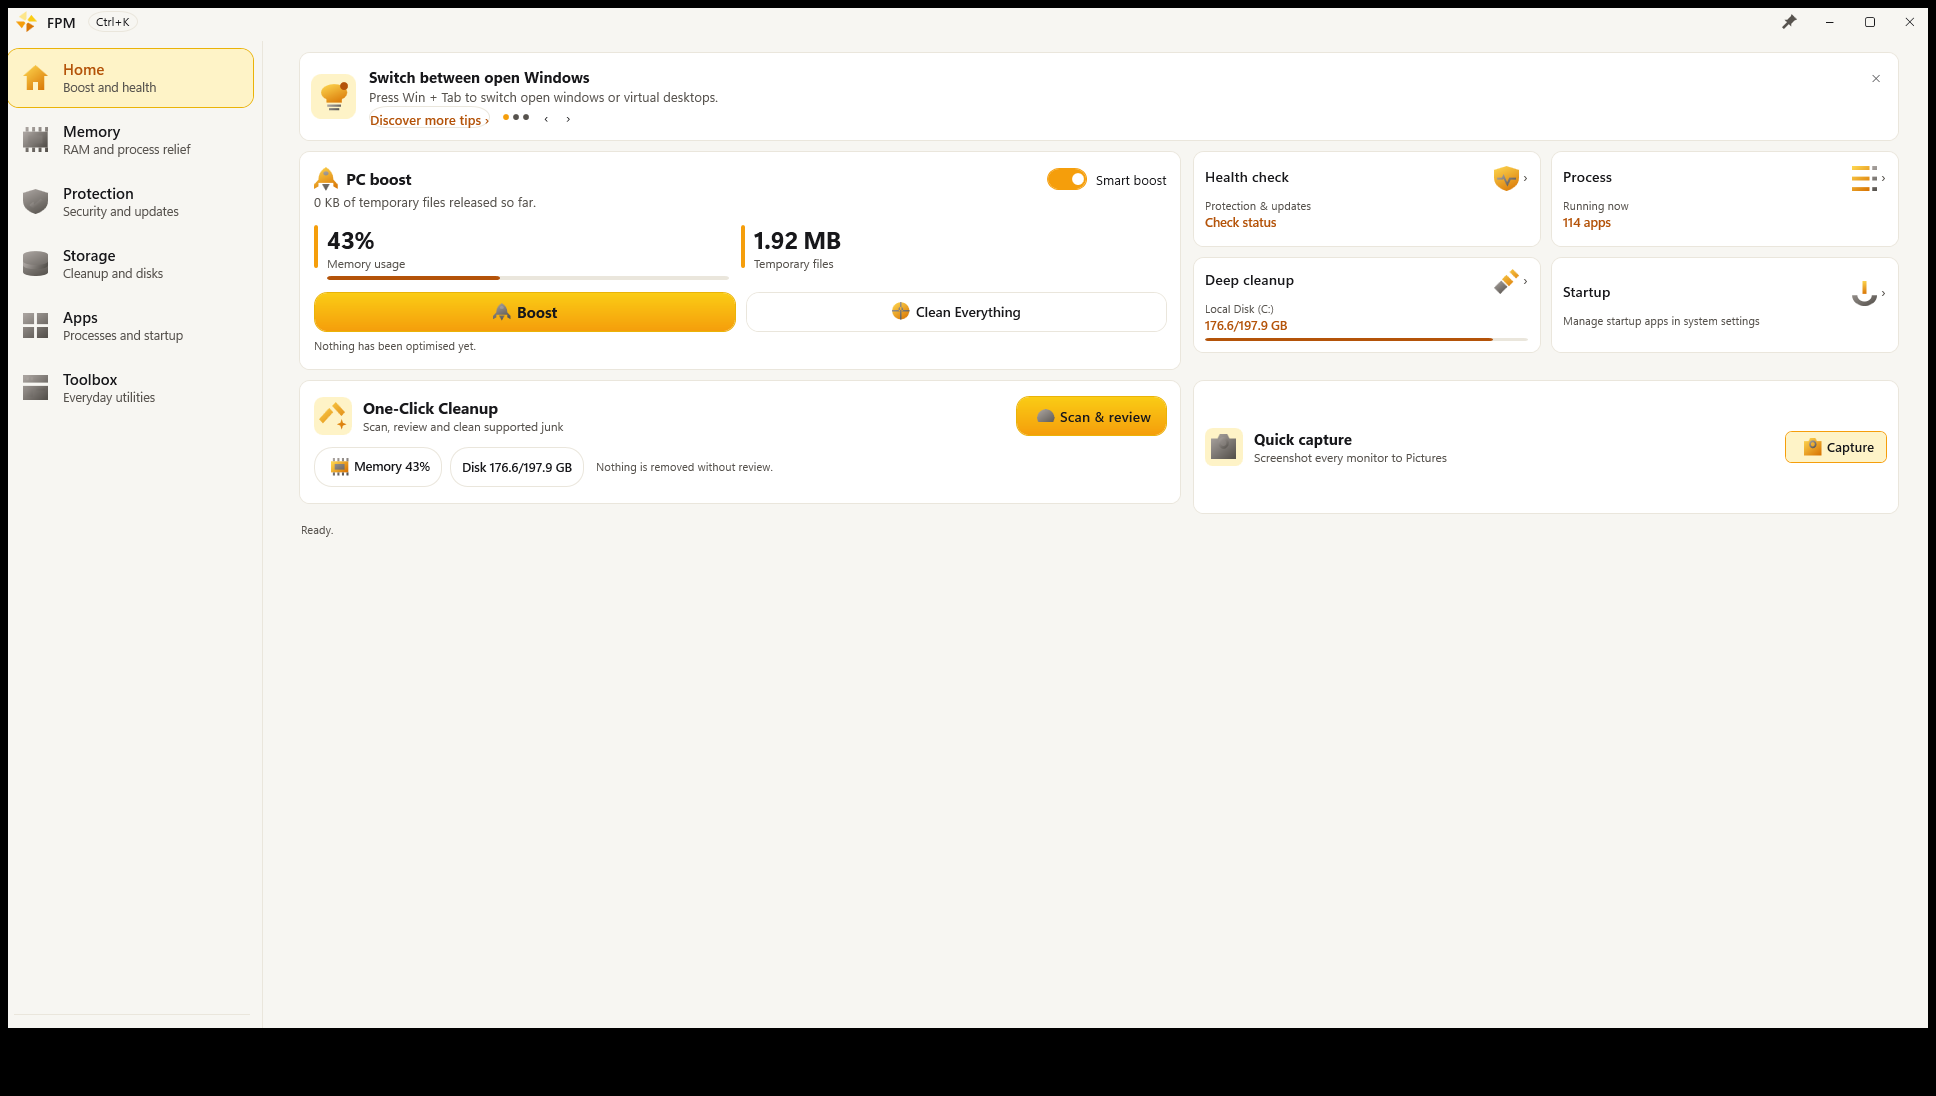 FPM Ctrl+K
Home
Boost and health
Memory
RAM and process relief
Protection
Security and updates
Storage
Cleanup and disks
Apps
Processes and startup
Toolbox
Everyday utilities
Switch between open Windows
Press Win + Tab to switch open windows or virtual desktops.
Discover more tips ›
PC boost
Smart boost
0 KB of temporary files released so far.
43%
Memory usage
1.92 MB
Temporary files
Boost
Clean Everything
Nothing has been optimised yet.
Health check
Protection & updates
Check status
Process
Running now
114 apps
Deep cleanup
Local Disk (C:)
176.6/197.9 GB
Startup
Manage startup apps in system settings
One-Click Cleanup
Scan, review and clean supported junk
Scan & review
Memory 43%
Disk 176.6/197.9 GB
Nothing is removed without review.
Quick capture
Screenshot every monitor to Pictures
Capture
Ready.